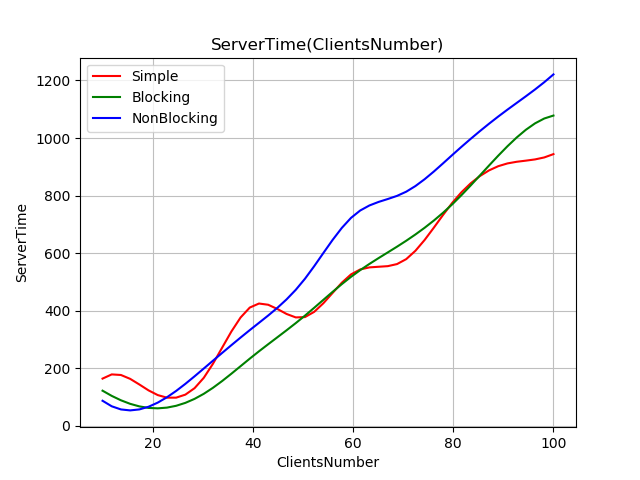 ServerTime(ClientsNumber)
Simple
Blocking
NonBlocking
1200
1000
800
600
400
200
0
ServerTime
20 40 60 80 100
ClientsNumber